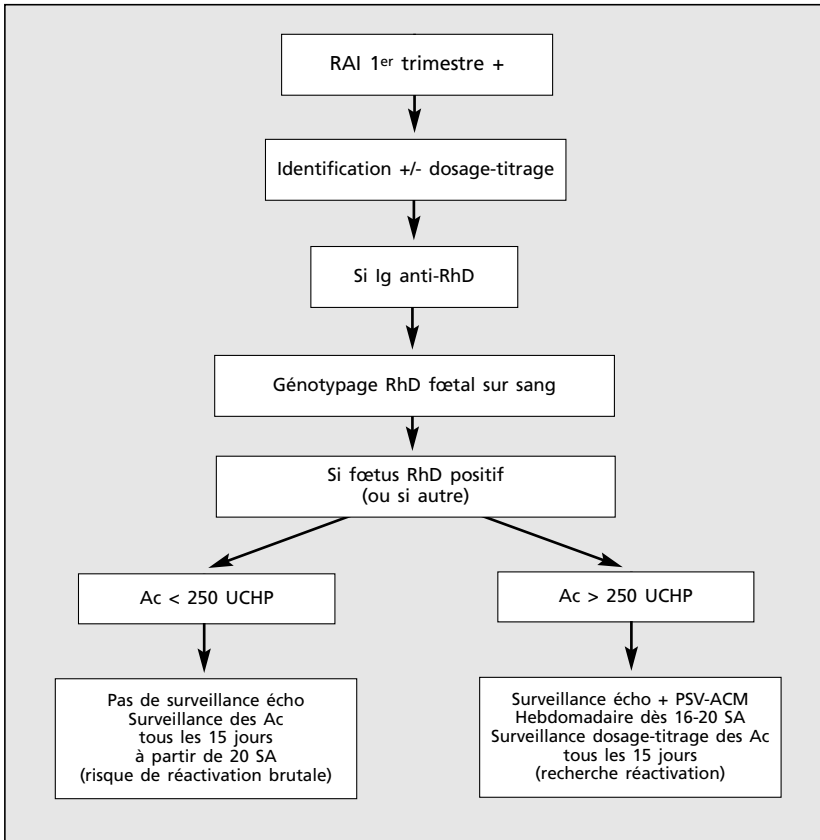 RAI 1er trimestre +
Identification +/- dosage-titrage
Si Ig anti-RhD
Génotypage RhD fœtal sur sang
Si fœtus RhD positif
(ou si autre)
Ac < 250 UCHP
Ac > 250 UCHP
Pas de surveillance écho
Surveillance des Ac
tous les 15 jours
à partir de 20 SA
(risque de réactivation brutale)
Surveillance écho + PSV-ACM
Hebdomadaire dès 16-20 SA
Surveillance dosage-titrage des Ac
tous les 15 jours
(recherche réactivation)